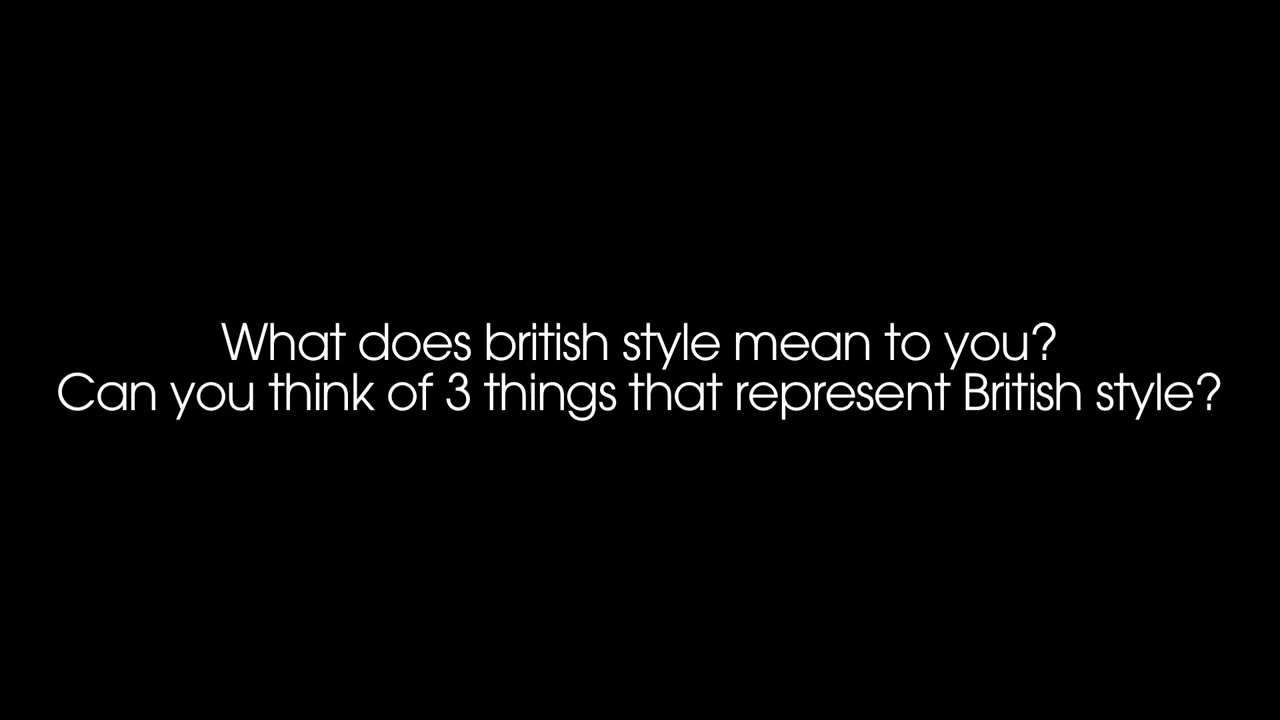 What does british style mean to you?
Can you think of 3 things that represent British style?